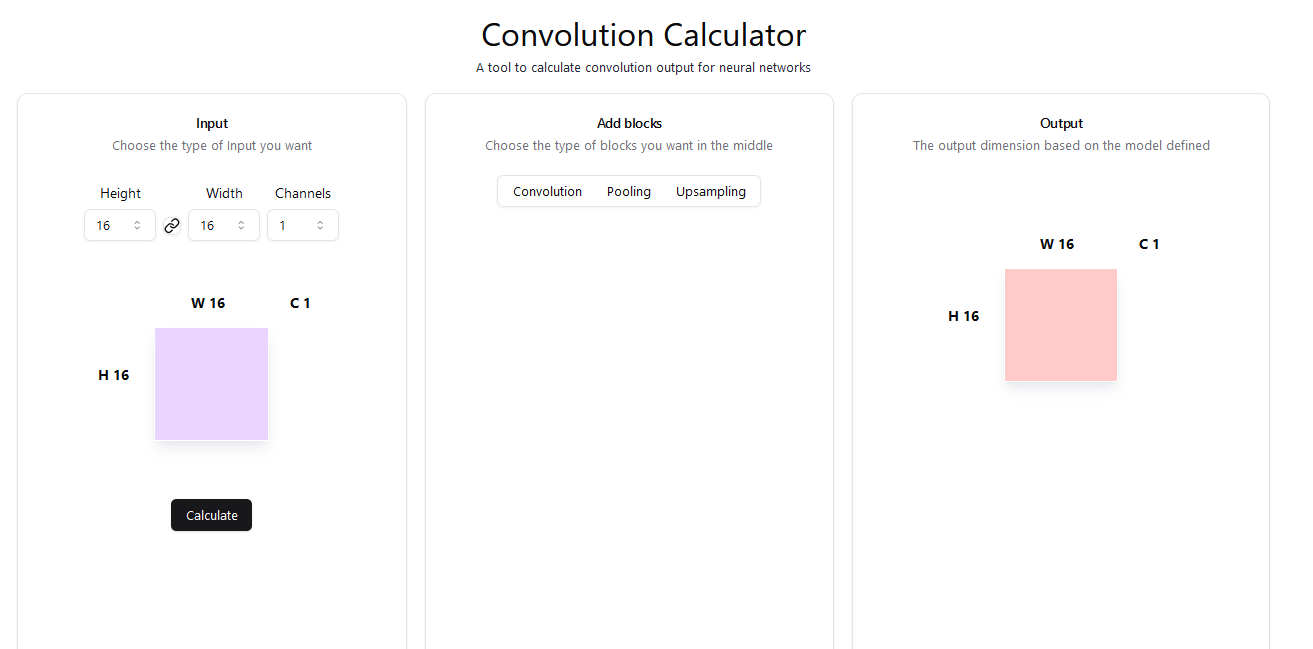 Convolution Calculator
A tool to calculate convolution output for neural networks
Input
Choose the type of Input you want
Height Width Channels
16 16 1
W 16 C 1
H 16
Calculate
Add blocks
Choose the type of blocks you want in the middle
Convolution Pooling Upsampling
Output
The output dimension based on the model defined
W 16 C 1
H 16